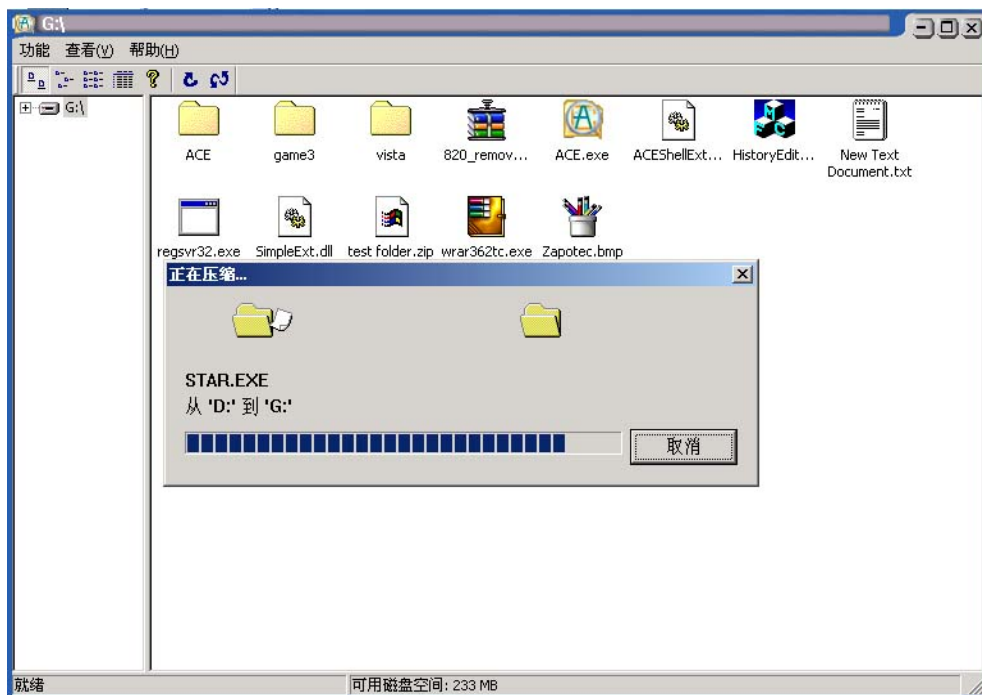 G:\
功能 查看(V) 帮助(H)
G:\
ACE game3 vista 820_remov... ACE.exe ACEShellExt... HistoryEdit... New Text
Document.txt
regsvr32.exe SimpleExt.dll test folder.zip wrar362tc.exe Zapotec.bmp
正在压缩...
STAR.EXE
从 'D:' 到 'G:'
取消
就绪 可用磁盘空间: 233 MB